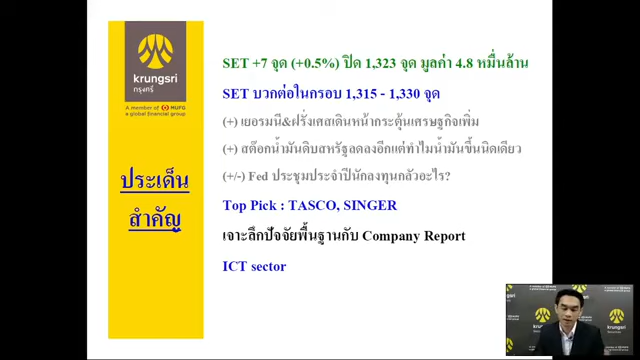 krungsri
กรุงศรี
A member of MUFG
a global financial group
ประเด็น
สำคัญ
SET +7 จุด (+0.5%) ปิด 1,323 จุด มูลค่า 4.8 หมื่นล้าน
SET บวกต่อในกรอบ 1,315 - 1,330 จุด
(+) เยอรมนี&ฝรั่งเศสเดินหน้ากระตุ้นเศรษฐกิจเพิ่ม
(+) สต๊อกน้ำมันดิบสหรัฐลดลงอีกแต่ทำไมน้ำมันขึ้นนิดเดียว
(+/-) Fed ประชุมประจำปีนักลงทุนกลัวอะไร?
Top Pick : TASCO, SINGER
เจาะลึกปัจจัยพื้นฐานกับ Company Report
ICT sector
krungsri